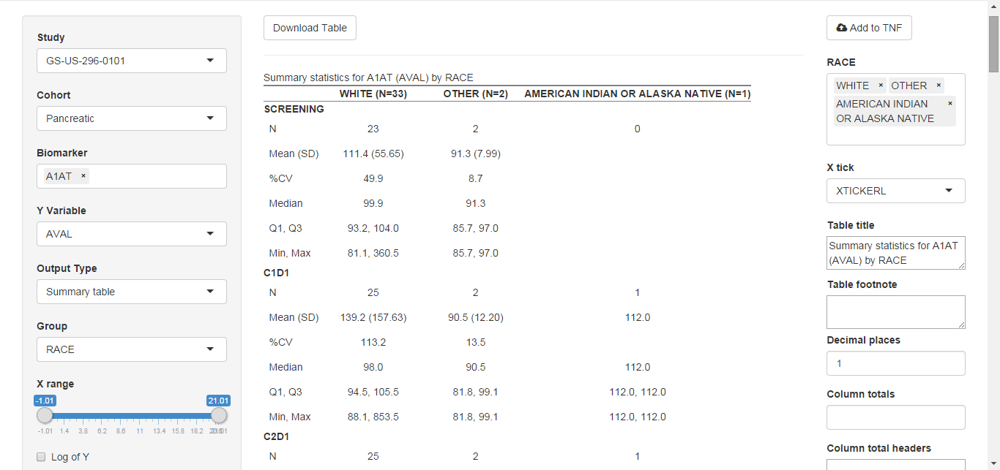 Study
GS-US-296-0101
Cohort
Pancreatic
Biomarker
A1AT ×
Y Variable
AVAL
Output Type
Summary table
Group
RACE
X range
-1.01 21.01
-1.01 1.4 3.8 6.2 8.6 11 13.4 15.8 18.2
Log of Y
Download Table
Summary statistics for A1AT (AVAL) by RACE
WHITE (N=33) OTHER (N=2) AMERICAN INDIAN OR ALASKA NATIVE (N=1)
SCREENING
N 23 2 0
Mean (SD) 111.4 (55.65) 91.3 (7.99)
%CV 49.9 8.7
Median 99.9 91.3
Q1, Q3 93.2, 104.0 85.7, 97.0
Min, Max 81.1, 360.5 85.7, 97.0
C1D1
N 25 2 1
Mean (SD) 139.2 (157.63) 90.5 (12.20) 112.0
%CV 113.2 13.5
Median 98.0 90.5 112.0
Q1, Q3 94.5, 105.5 81.8, 99.1 112.0, 112.0
Min, Max 88.1, 853.5 81.8, 99.1 112.0, 112.0
C2D1
N 25 2 1
Add to TNF
RACE
WHITE × OTHER ×
AMERICAN INDIAN ×
OR ALASKA NATIVE
X tick
XTICKERL
Table title
Summary statistics for A1AT
(AVAL) by RACE
Table footnote
Decimal places
1
Column totals
Column total headers